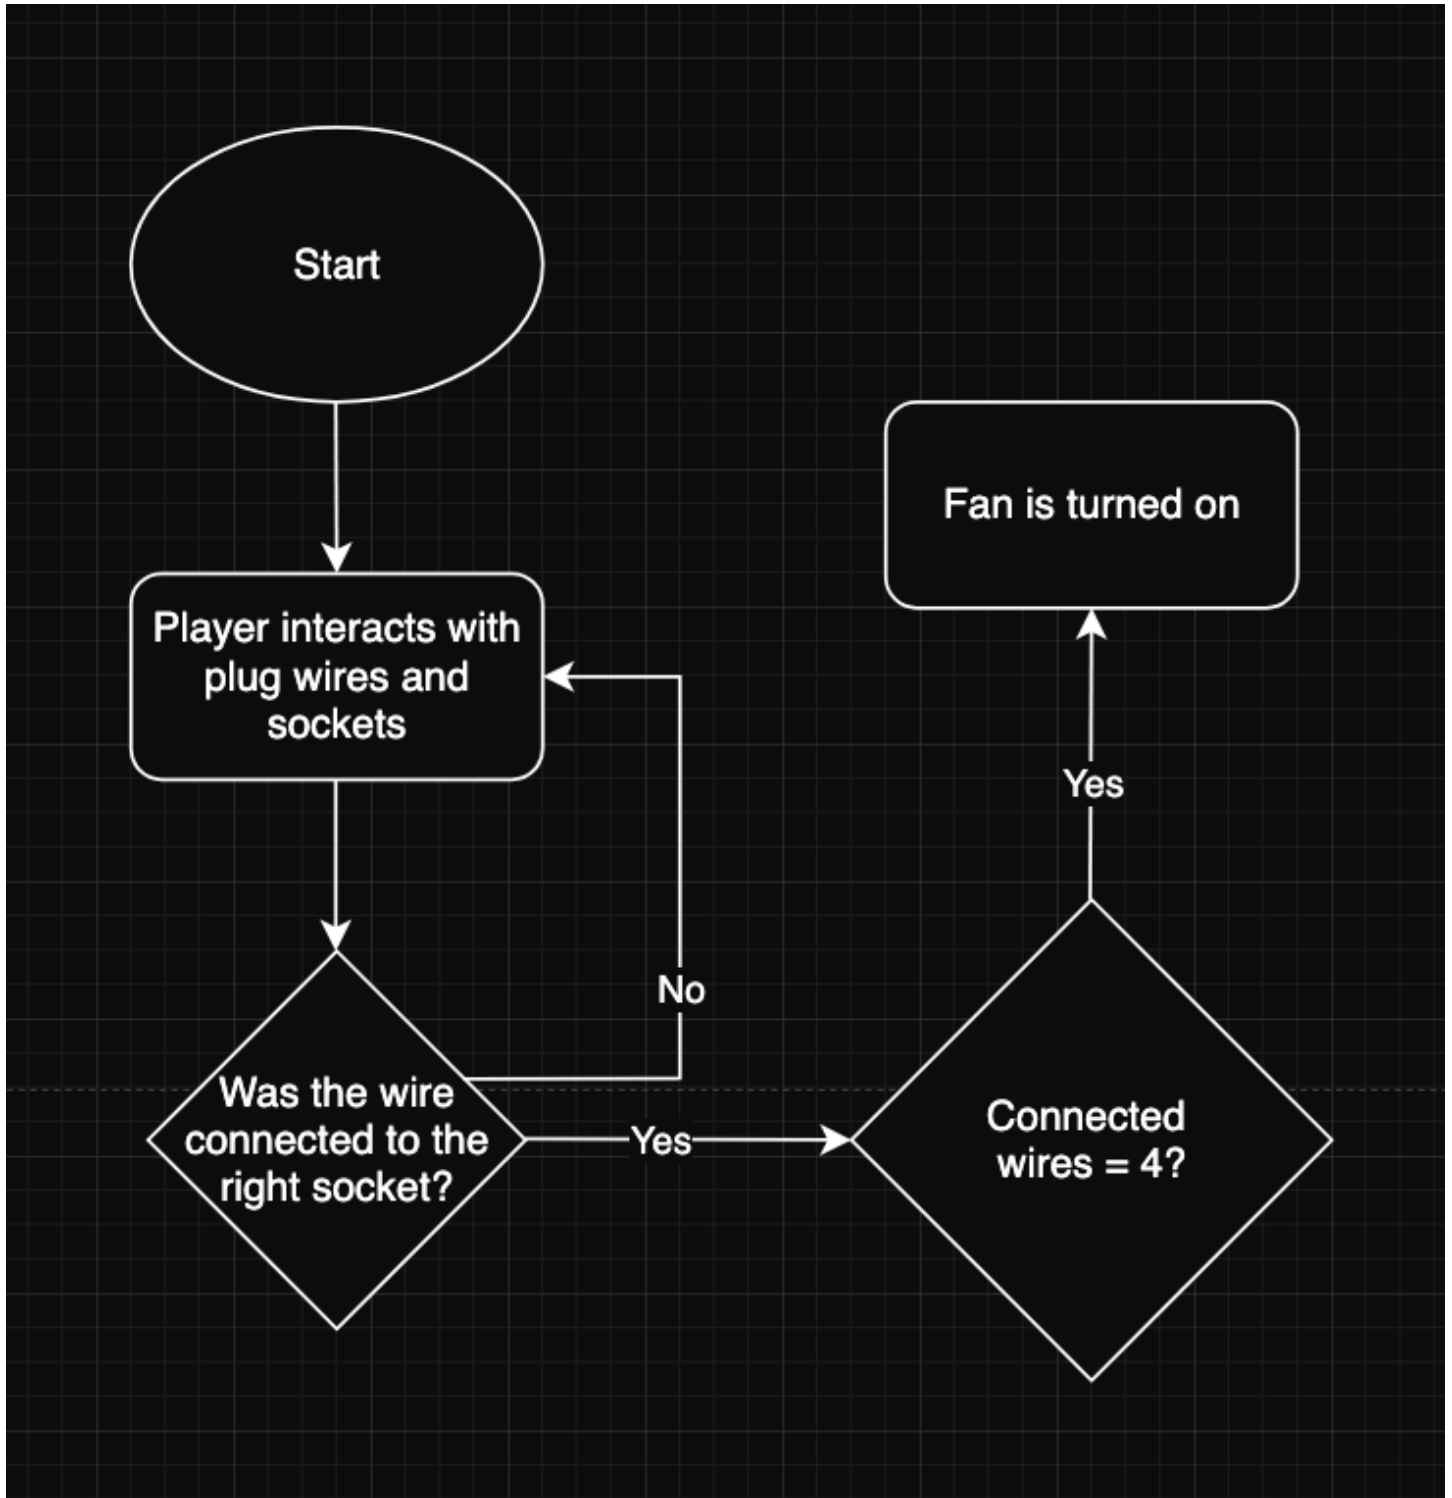 Start
Player interacts with
plug wires and
sockets
No
Was the wire
connected to the
right socket?
Yes
Connected
wires = 4?
Yes
Fan is turned on